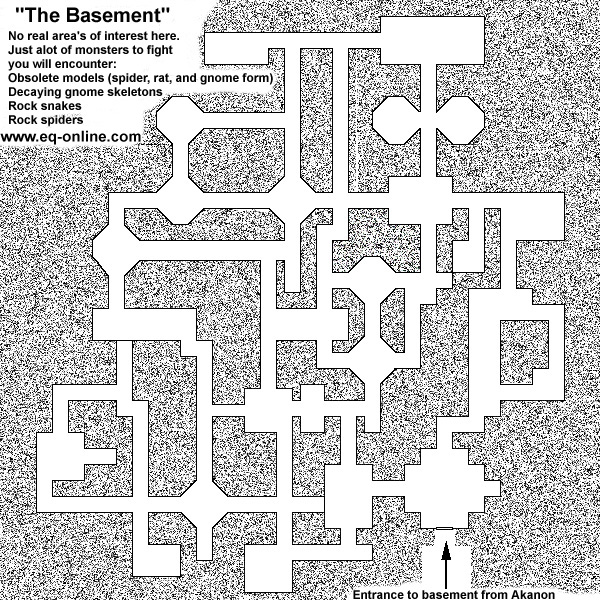 "The Basement"
No real area's of interest here.
Just alot of monsters to fight
you will encounter:
Obsolete models (spider, rat, and gnome form)
Decaying gnome skeletons
Rock snakes
Rock spiders
www.eq-online.com
Entrance to basement from Akanon